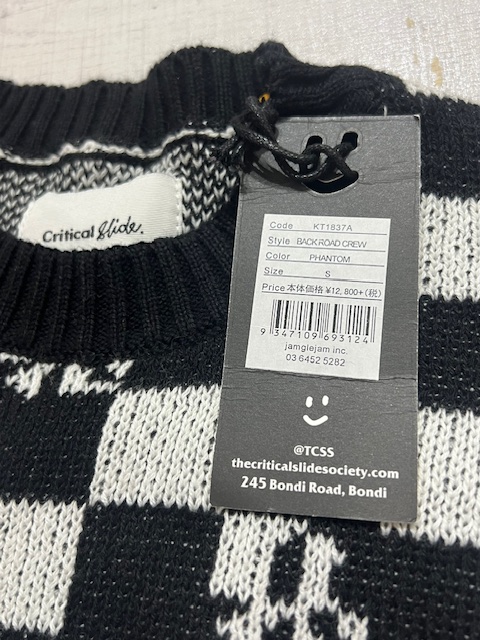 Critical Slide.
Code KT1837A
Style BACK ROAD CREW
Color PHANTOM
Size S
Price 本体価格 ¥12,800+(税)
9 347109 693124
jamglejam inc.
03 6452 5282
@TCSS
thecriticalslidesociety.com
245 Bondi Road, Bondi